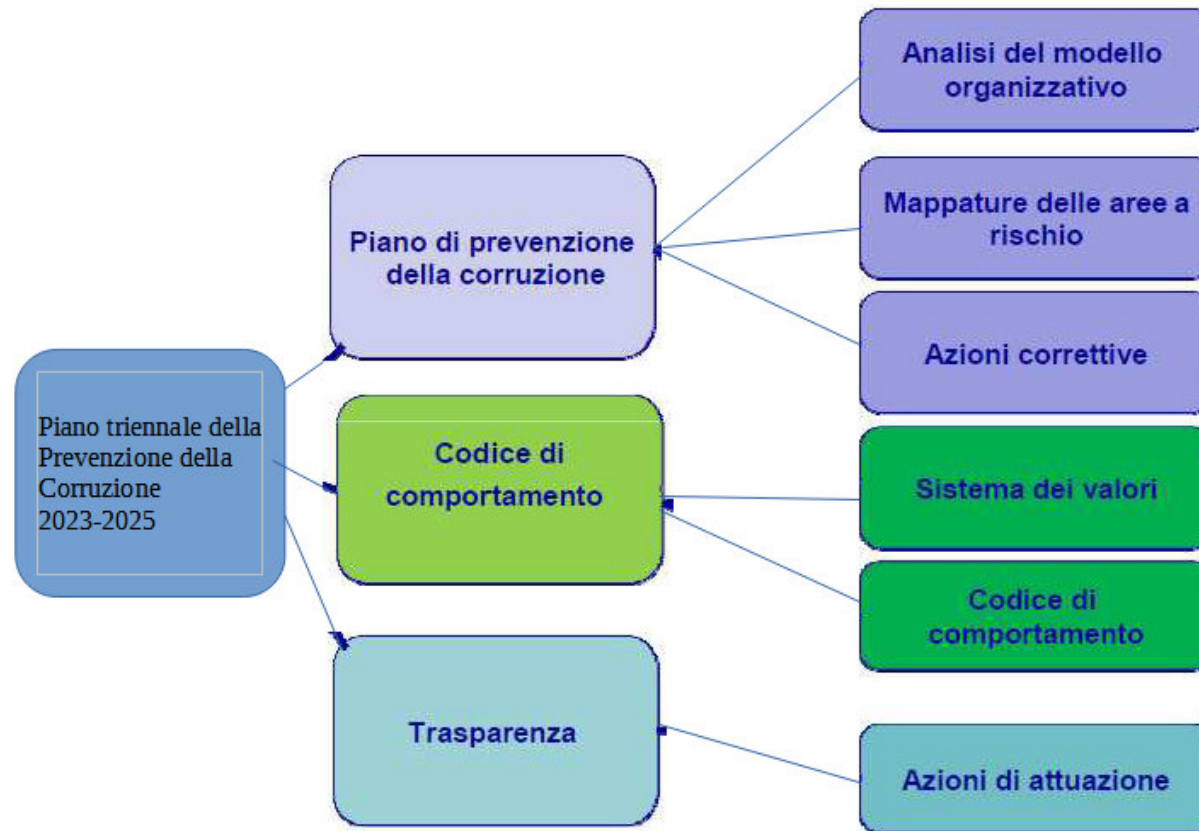 Piano triennale della
Prevenzione della
Corruzione
2023-2025
Piano di prevenzione
della corruzione
Analisi del modello
organizzativo
Mappature delle aree a
rischio
Azioni correttive
Codice di
comportamento
Sistema dei valori
Codice di
comportamento
Trasparenza
Azioni di attuazione